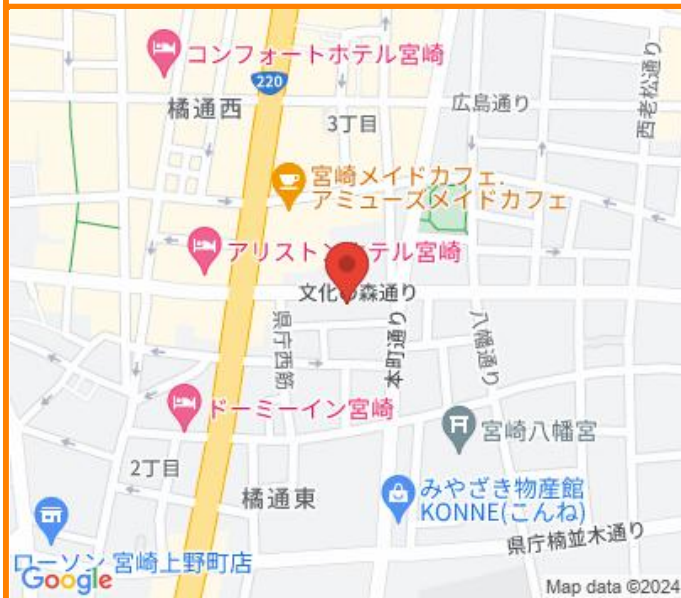 コンフォートホテル宮崎
220
橘通西
広島通り
西老松通り
3丁目
宮崎メイドカフェ.
アミューズメイドカフェ
アリストンホテル宮崎
文化の森通り
県庁西筋
本町通り
八幡通り
ドーミーイン宮崎
宮崎八幡宮
2丁目
橘通東
みやざき物産館
KONNE(こんね)
県庁楠並木通り
ローソン 宮崎上野町店
Google
Map data ©2024